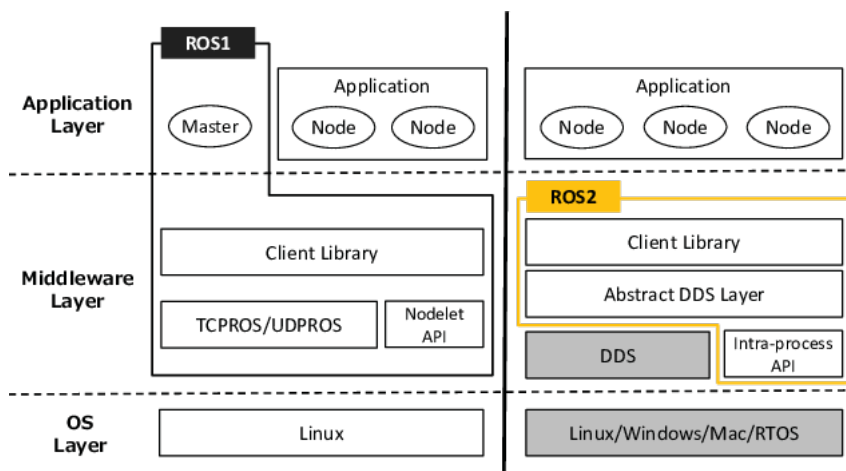 ROS1
Application
Layer
Master
Application
Node
Node
Application
Node
Node
Node
Middleware
Layer
Client Library
TCPROS/UDPROS
Nodelet
API
ROS2
Client Library
Abstract DDS Layer
DDS
Intra-process
API
OS
Layer
Linux
Linux/Windows/Mac/RTOS